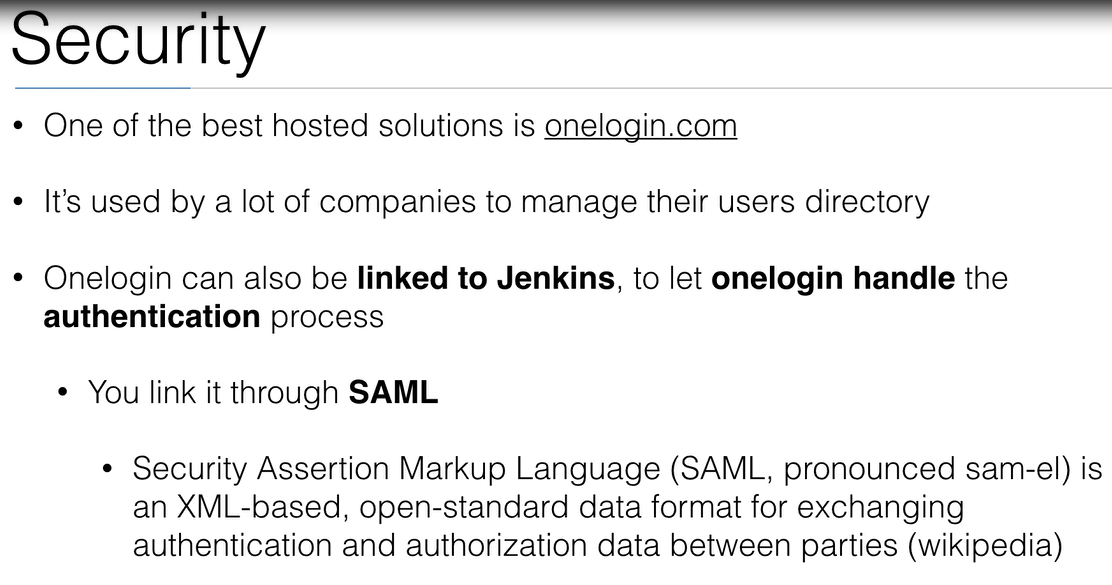 Security
• One of the best hosted solutions is onelogin.com
• It's used by a lot of companies to manage their users directory
• Onelogin can also be linked to Jenkins, to let onelogin handle the
authentication process
• You link it through SAML
• Security Assertion Markup Language (SAML, pronounced sam-el) is
an XML-based, open-standard data format for exchanging
authentication and authorization data between parties (wikipedia)